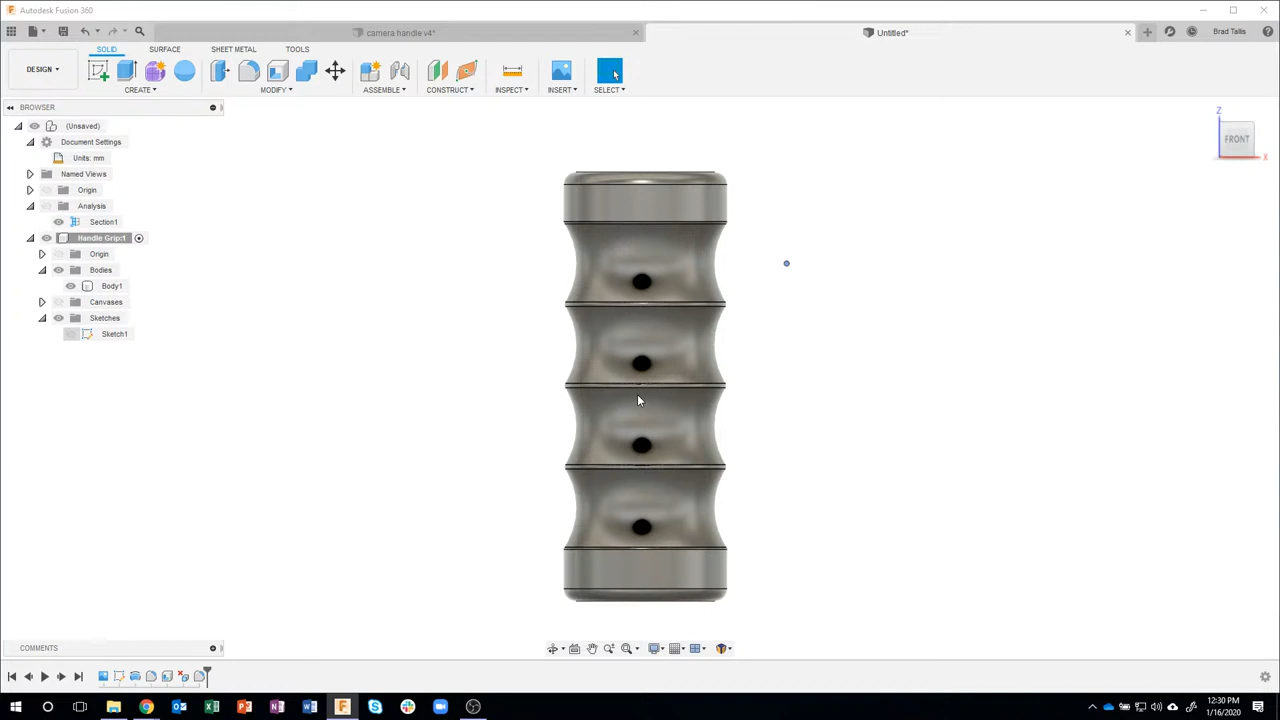 Autodesk Fusion 360
camera handle v4*
Untitled*
Brad Tallis
SOLID SURFACE SHEET METAL TOOLS
DESIGN
CREATE MODIFY ASSEMBLE CONSTRUCT INSPECT INSERT SELECT
BROWSER
(Unsaved)
Document Settings
Units: mm
Named Views
Origin
Analysis
Section1
Handle Grip:1
Origin
Bodies
Body1
Canvases
Sketches
Sketch1
Z
FRONT
X
COMMENTS
12:30 PM
1/16/2020